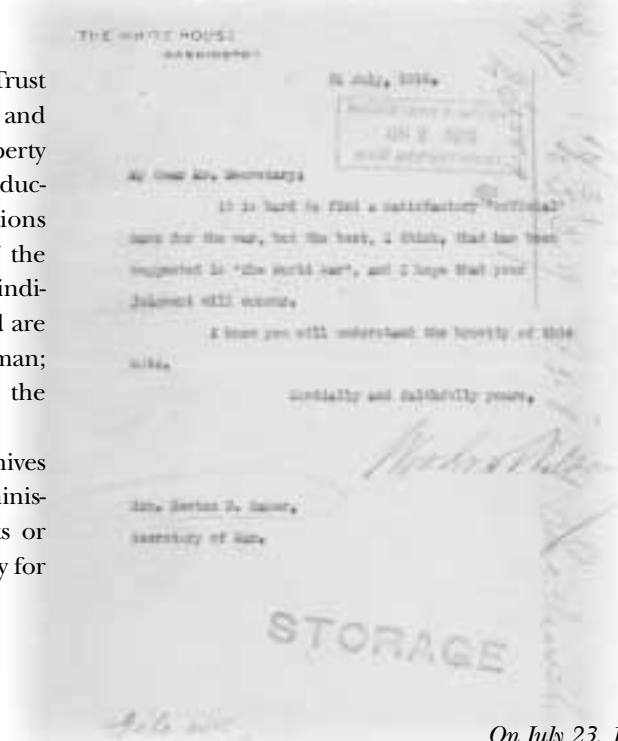 THE WHITE HOUSE
WASHINGTON
31 July, 1919.
My dear Mr. Secretary:
It is hard to find a satisfactory "official"
name for the war, but the best, I think, that has been
suggested is "the World War", and I hope that your
judgment will concur.
I know you will understand the brevity of this
note.
Cordially and faithfully yours,
Woodrow Wilson
Hon. Newton D. Baker,
Secretary of War.
STORAGE
Trust
and
perty
duc-
tions
the
indi-
d are
man;
the
hives
inis-
s or
y for
On July 23,